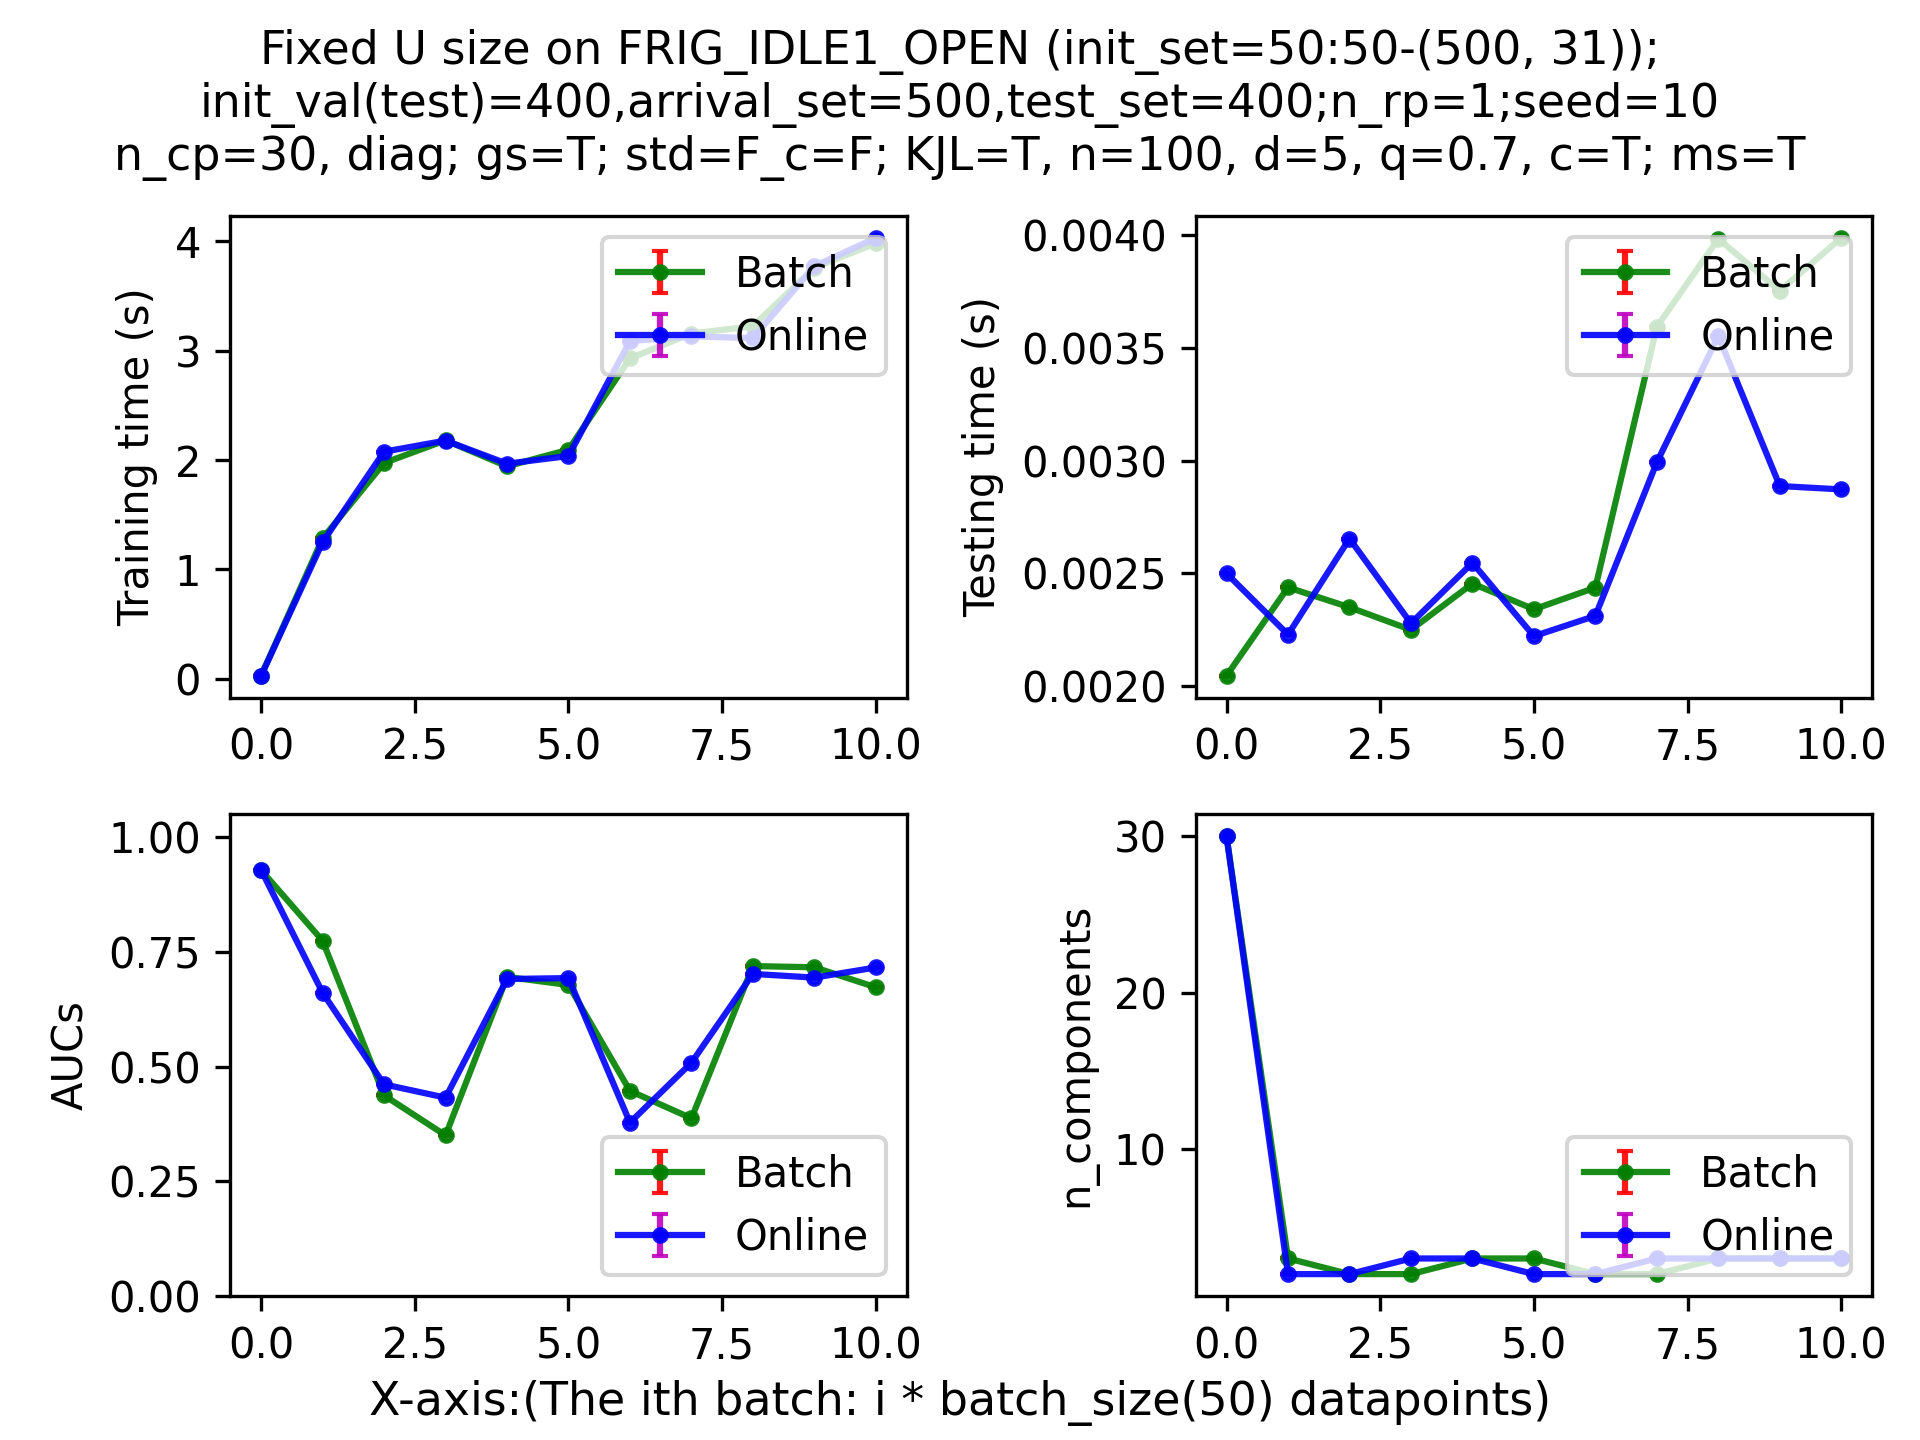 Fixed U size on FRIG_IDLE1_OPEN (init_set=50:50-(500, 31));
init_val(test)=400,arrival_set=500,test_set=400;n_rp=1;seed=10
n_cp=30, diag; gs=T; std=F_c=F; KJL=T, n=100, d=5, q=0.7, c=T; ms=T
Training time (s)
4
3
2
1
0
0.0 2.5 5.0 7.5 10.0
Batch
Online
Testing time (s)
0.0040
0.0035
0.0030
0.0025
0.0020
0.0 2.5 5.0 7.5 10.0
Batch
Online
AUCs
1.00
0.75
0.50
0.25
0.00
0.0 2.5 5.0 7.5 10.0
Batch
Online
n_components
30
20
10
0.0 2.5 5.0 7.5 10.0
Batch
Online
X-axis:(The ith batch: i * batch_size(50) datapoints)